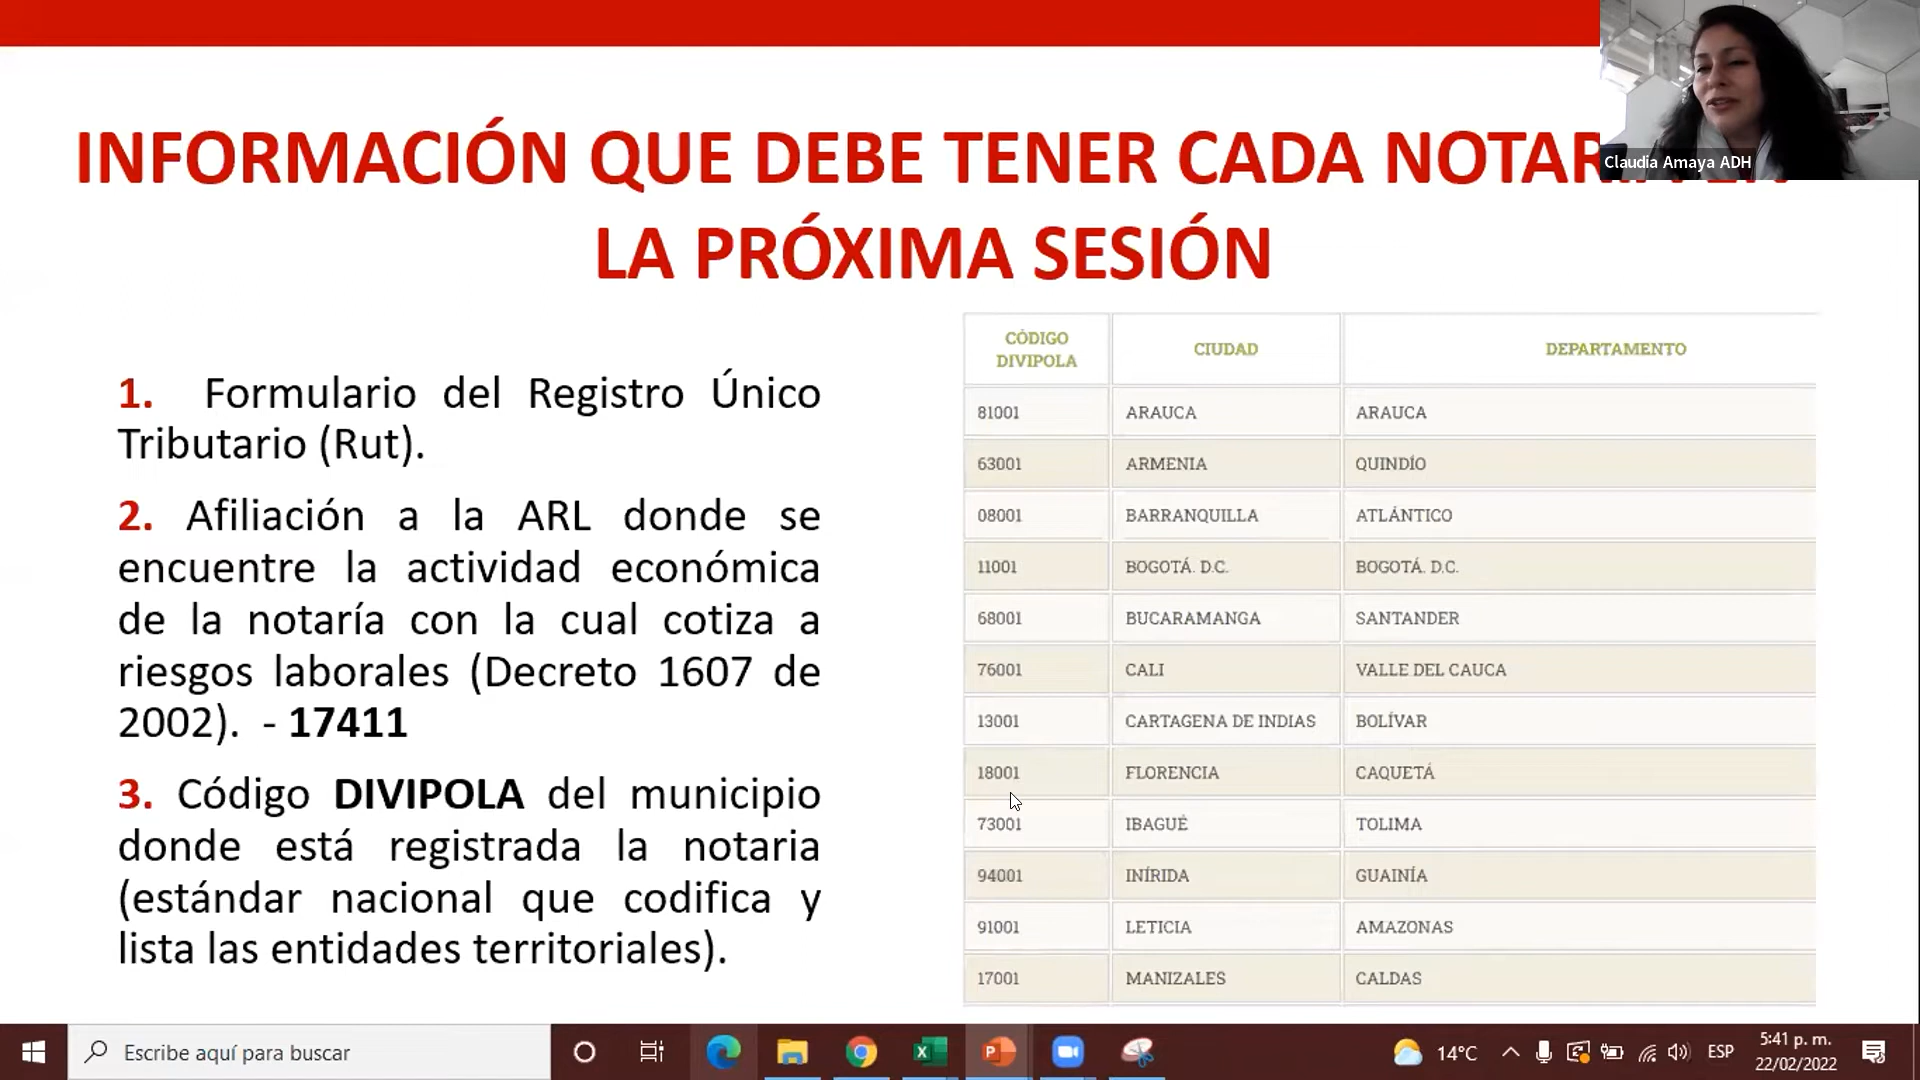 INFORMACIÓN QUE DEBE TENER CADA NOTAR
LA PRÓXIMA SESIÓN
Claudia Amaya ADH
1. Formulario del Registro Único
Tributario (Rut).
2. Afiliación a la ARL donde se
encuentre la actividad económica
de la notaría con la cual cotiza a
riesgos laborales (Decreto 1607 de
2002). - 17411
3. Código DIVIPOLA del municipio
donde está registrada la notaria
(estándar nacional que codifica y
lista las entidades territoriales).
CÓDIGO DIVIPOLA CIUDAD DEPARTAMENTO
81001 ARAUCA ARAUCA
63001 ARMENIA QUINDÍO
08001 BARRANQUILLA ATLÁNTICO
11001 BOGOTÁ. D.C. BOGOTÁ. D.C.
68001 BUCARAMANGA SANTANDER
76001 CALI VALLE DEL CAUCA
13001 CARTAGENA DE INDIAS BOLÍVAR
18001 FLORENCIA CAQUETÁ
73001 IBAGUÉ TOLIMA
94001 INÍRIDA GUAINÍA
91001 LETICIA AMAZONAS
17001 MANIZALES CALDAS
Escribe aquí para buscar
14°C
ESP
5:41 p. m.
22/02/2022